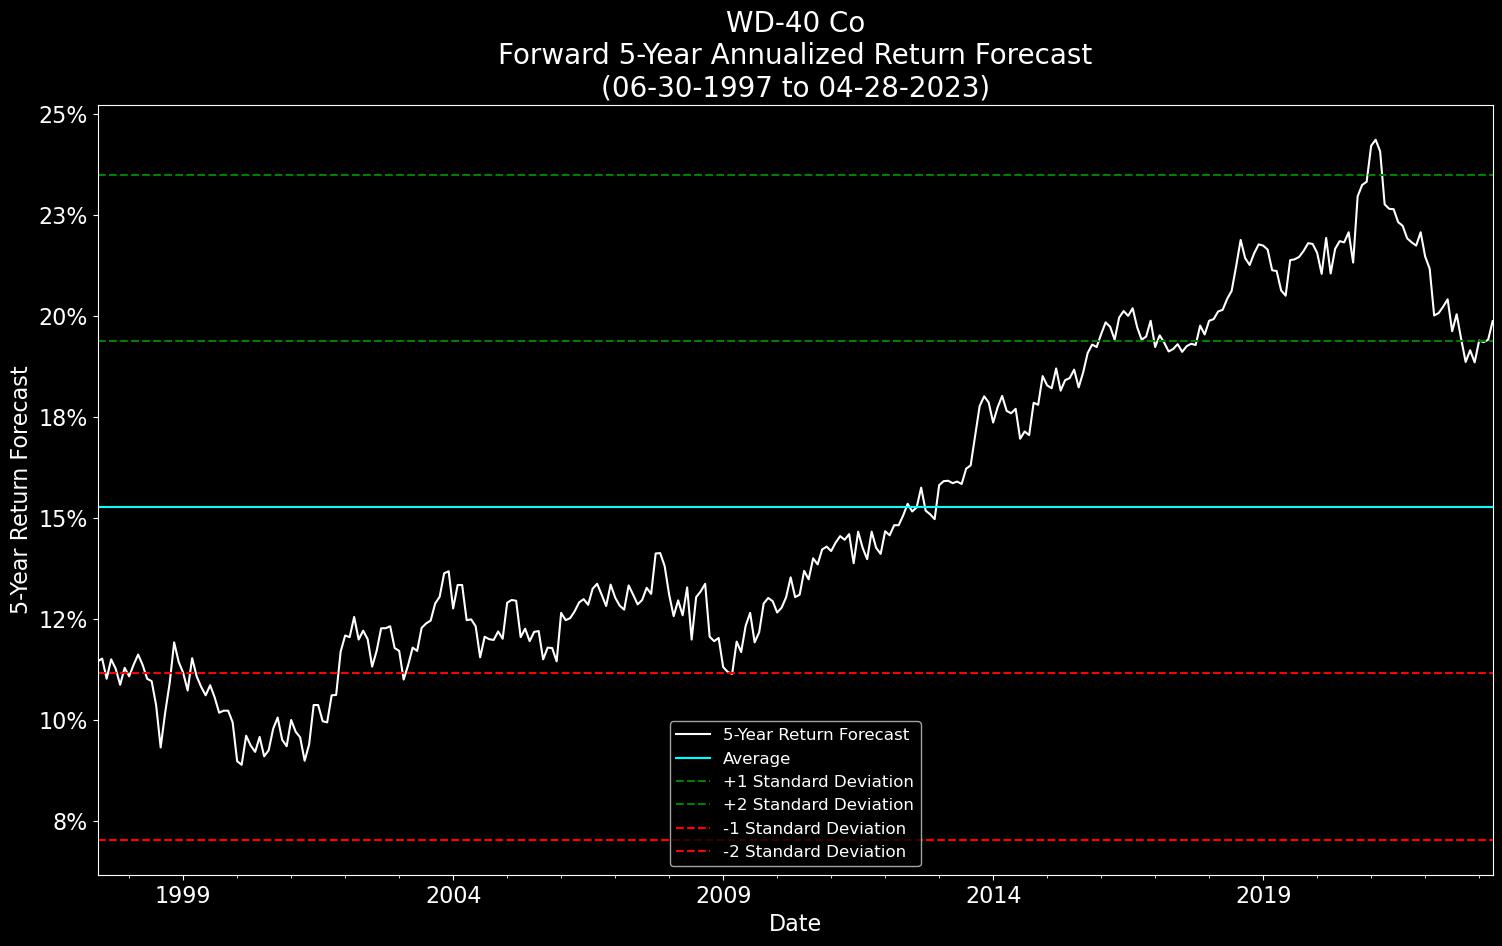 WD-40 Co
Forward 5-Year Annualized Return Forecast
(06-30-1997 to 04-28-2023)
25%
23%
20%
18%
15%
12%
10%
8%
5-Year Return Forecast
5-Year Return Forecast
Average
+1 Standard Deviation
+2 Standard Deviation
-1 Standard Deviation
-2 Standard Deviation
1999
2004
2009
2014
2019
Date